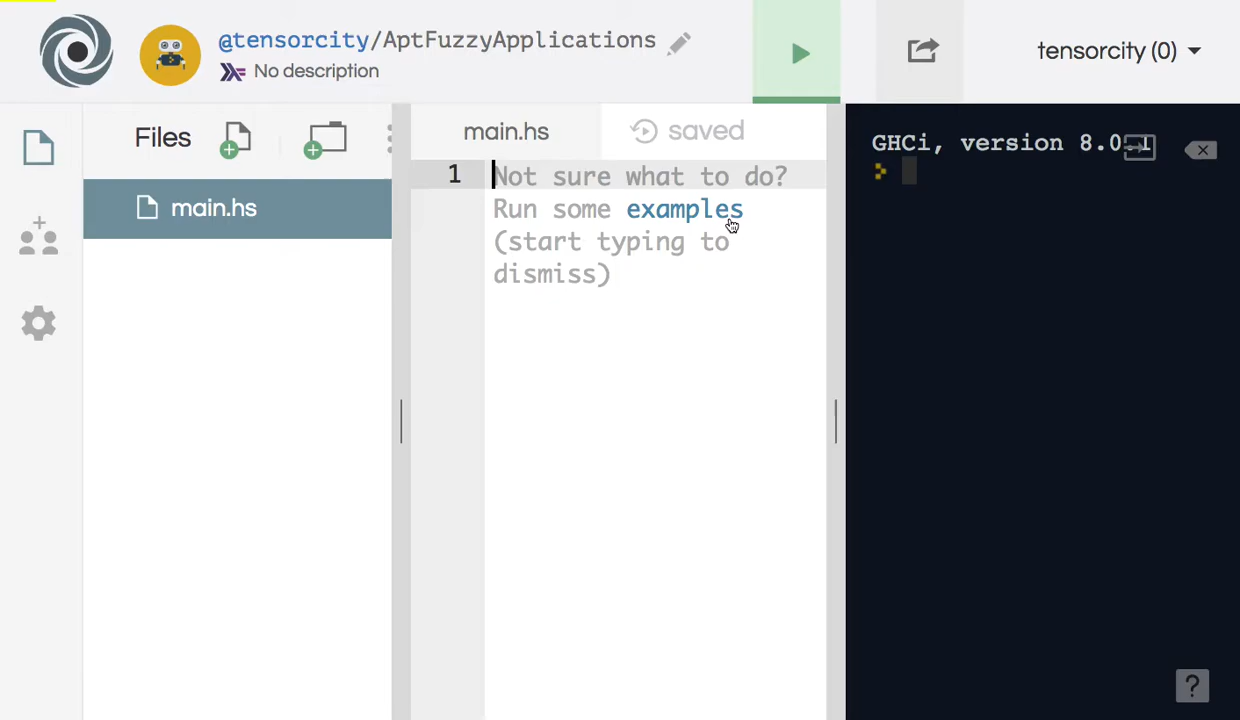 @tensorcity/AptFuzzyApplications
No description
tensorcity (0)
Files
main.hs
main.hs
saved
1
Not sure what to do?
Run some examples
(start typing to
dismiss)
GHCi, version 8.0
?